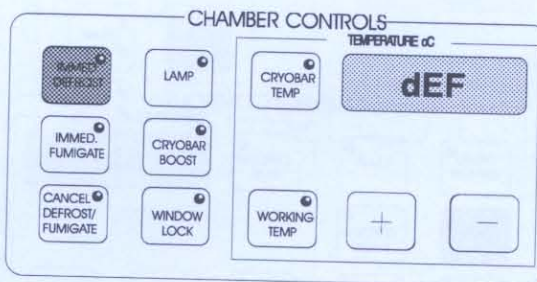 CHAMBER CONTROLS
TEMPERATURE oC
IMMED.
DEFROST
LAMP
CRYOBAR
TEMP
dEF
IMMED.
FUMIGATE
CRYOBAR
BOOST
CANCEL
DEFROST/
FUMIGATE
WINDOW
LOCK
WORKING
TEMP
+
−